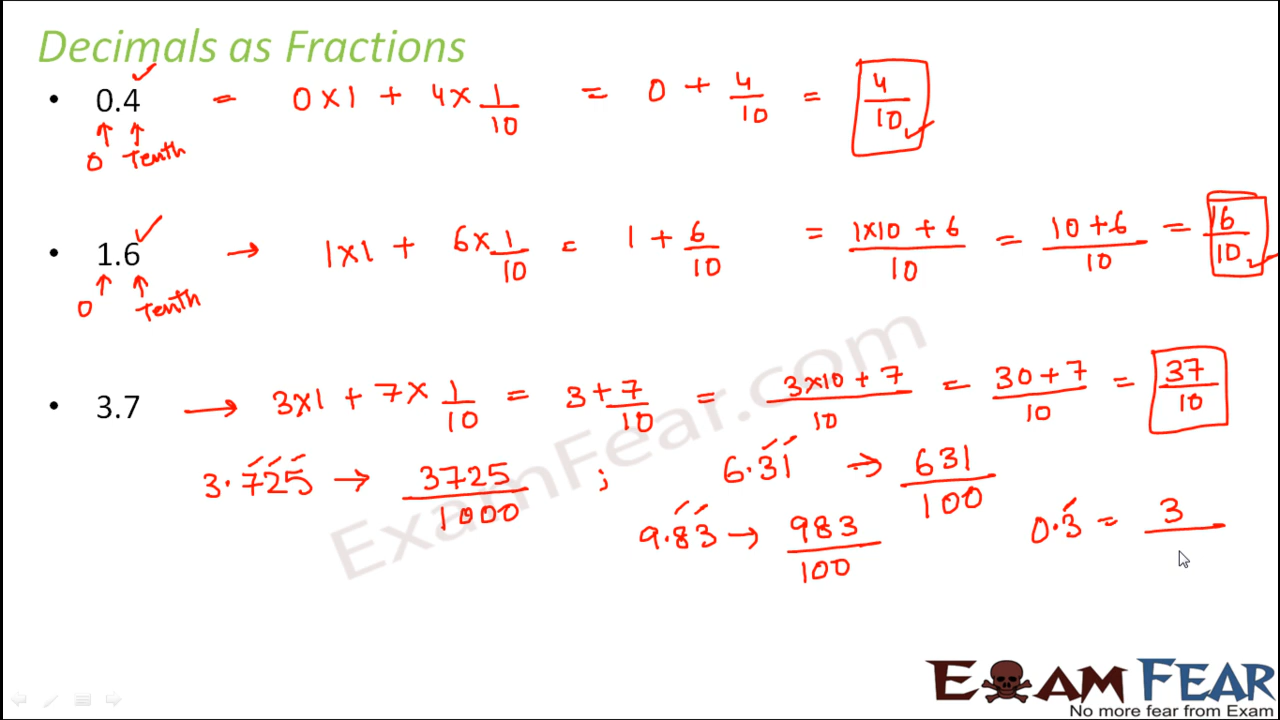 Decimals as Fractions
• 0.4 = 0×1 + 4× 1/10 = 0 + 4/10 = 4/10
0 Tenth
• 1.6 → 1×1 + 6× 1/10 = 1 + 6/10 = 1×10 + 6/10 = 10+6/10 = 16/10
0 Tenth
• 3.7 → 3×1 + 7× 1/10 = 3 + 7/10 = 3×10 + 7/10 = 30+7/10 = 37/10
3.725 → 3725/1000 ; 6.31 → 631/100
9.83 → 983/100 0.3 = 3/
ExamFear.com
EXAM FEAR
No more fear from Exam